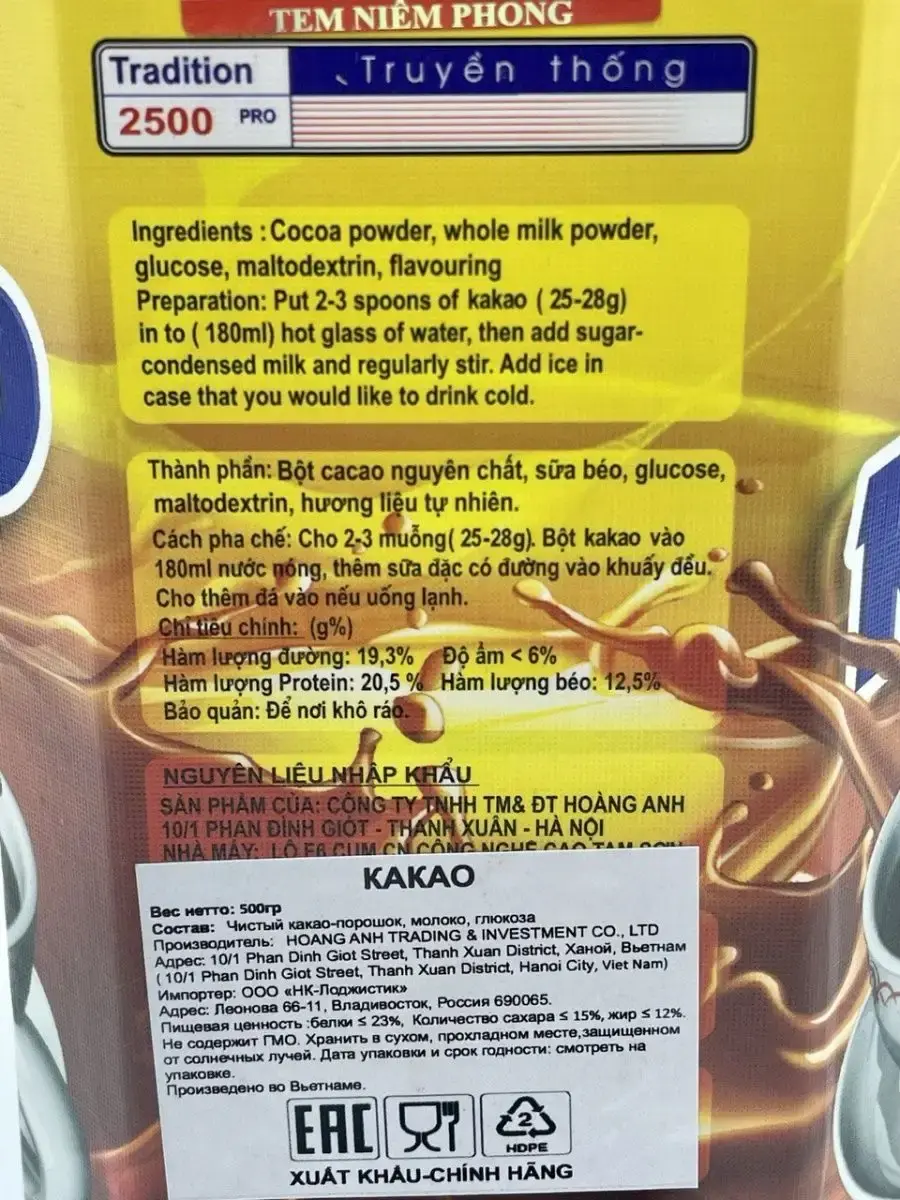 TEM NIÊM PHONG
Tradition
Truyền thống
2500 PRO
Ingredients : Cocoa powder, whole milk powder,
glucose, maltodextrin, flavouring
Preparation: Put 2-3 spoons of kakao ( 25-28g)
in to ( 180ml) hot glass of water, then add sugar-
condensed milk and regularly stir. Add ice in
case that you would like to drink cold.
Thành phần: Bột cacao nguyên chất, sữa béo, glucose,
maltodextrin, hương liệu tự nhiên.
Cách pha chế: Cho 2-3 muỗng( 25-28g). Bột kakao vào
180ml nước nóng, thêm sữa đặc có đường vào khuấy đều.
Cho thêm đá vào nếu uống lạnh.
Chỉ tiêu chính: (g%)
Hàm lượng đường: 19,3% Độ ẩm < 6%
Hàm lượng Protein: 20,5 % Hàm lượng béo: 12,5%
Bảo quản: Để nơi khô ráo.
NGUYÊN LIỆU NHẬP KHẨU
SẢN PHẨM CỦA: CÔNG TY TNHH TM& ĐT HOÀNG ANH
10/1 PHAN ĐÌNH GIÓT - THANH XUÂN - HÀ NỘI
NHÀ MÁY: LÔ F6 CỤM CN CÔNG NGHỆ CAO TAM SƠN
KAKAO
Вес нетто: 500гр
Состав: Чистый какао-порошок, молоко, глюкоза
Производитель: HOANG ANH TRADING & INVESTMENT CO., LTD
Адрес: 10/1 Phan Dinh Giot Street, Thanh Xuan District, Ханой, Вьетнам
( 10/1 Phan Dinh Giot Street, Thanh Xuan District, Hanoi City, Viet Nam)
Импортер: ООО «НК-Лоджистик»
Адрес: Леонова 66-11, Владивосток, Россия 690065.
Пищевая ценность :белки ≤ 23%, Количество сахара ≤ 15%, жир ≤ 12%.
Не содержит ГМО. Хранить в сухом, прохладном месте,защищенном
от солнечных лучей. Дата упаковки и срок годности: смотреть на
упаковке.
Произведено во Вьетнаме.
EAC
2
HDPE
XUẤT KHẨU-CHÍNH HÃNG